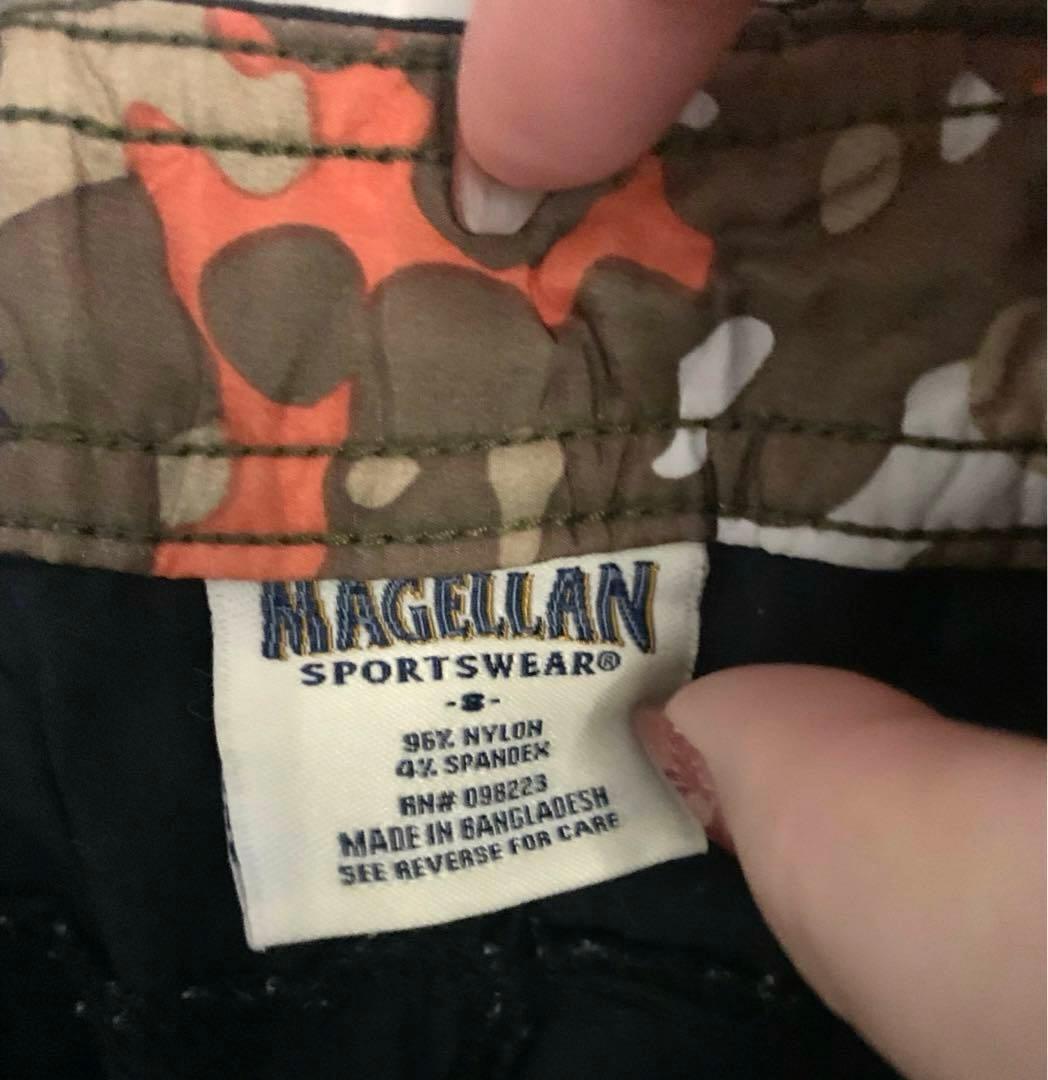 MAGELLAN
SPORTSWEAR®
-S-
96% NYLON
4% SPANDEX
RN# 098223
MADE IN BANGLADESH
SEE REVERSE FOR CARE